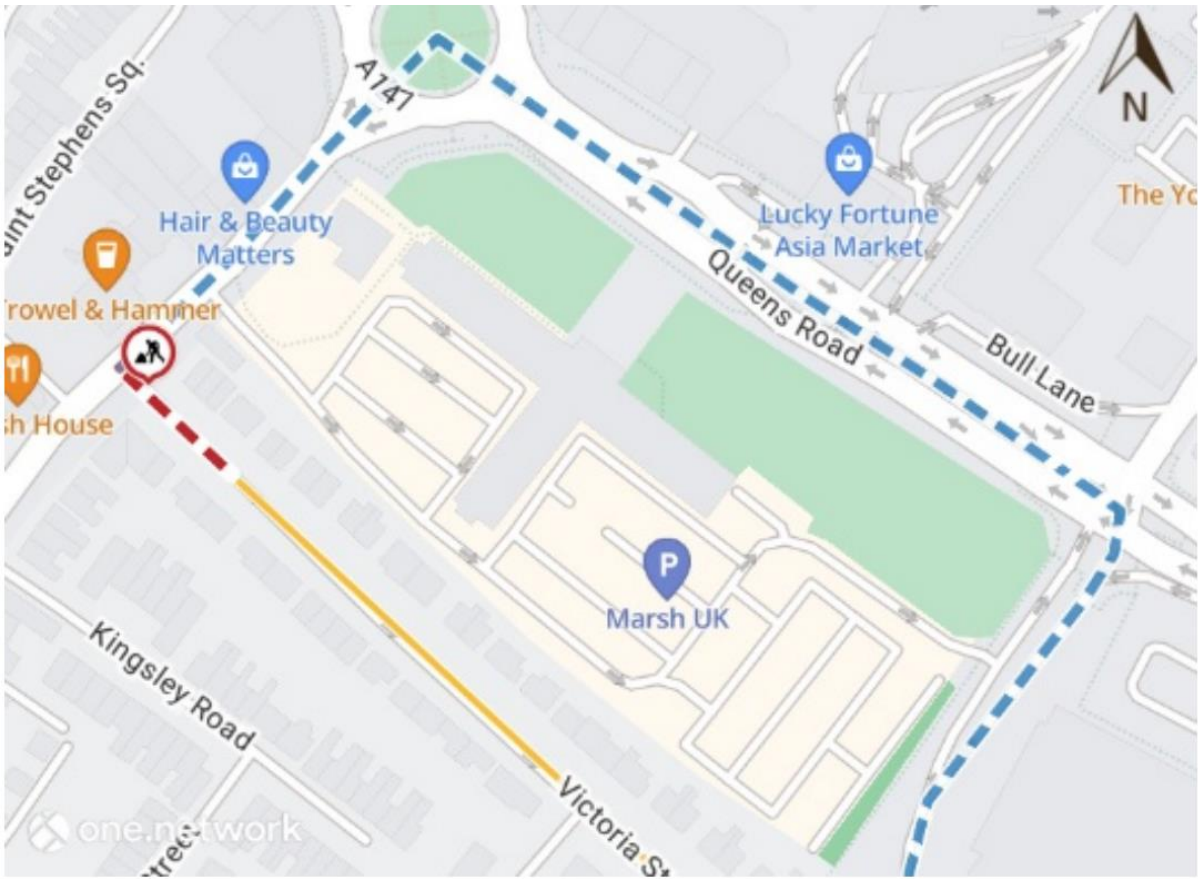 A147
N
Saint Stephens Sq.
Hair & Beauty
Matters
Lucky Fortune
Asia Market
The Yo
Trowel & Hammer
Queens Road
Bull Lane
sh House
P
Marsh UK
Kingsley Road
Victoria St
one.network
Street